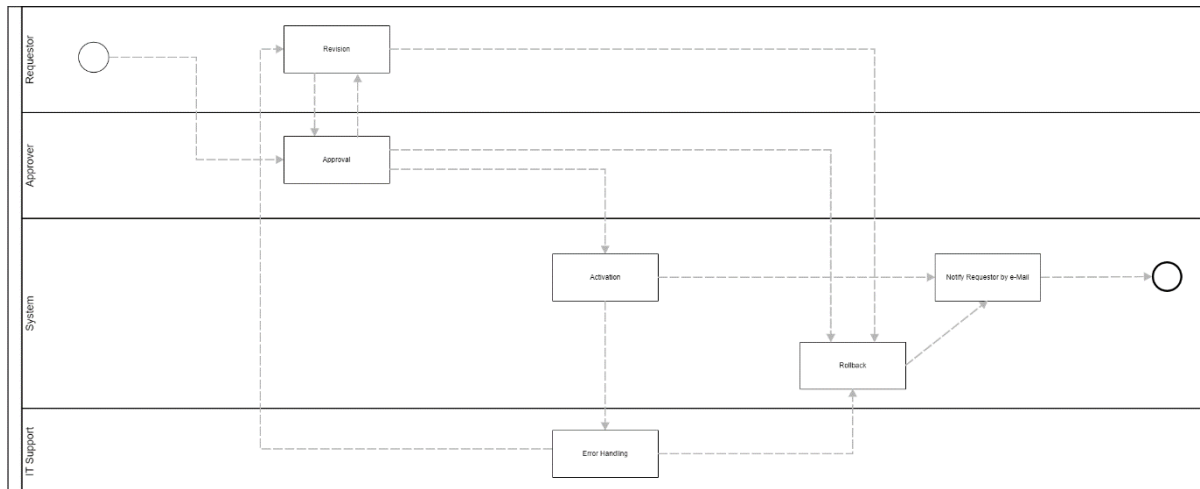 Requestor
Revision
Approver
Approval
System
Activation
Notify Requestor by e-Mail
Rollback
IT Support
Error Handling